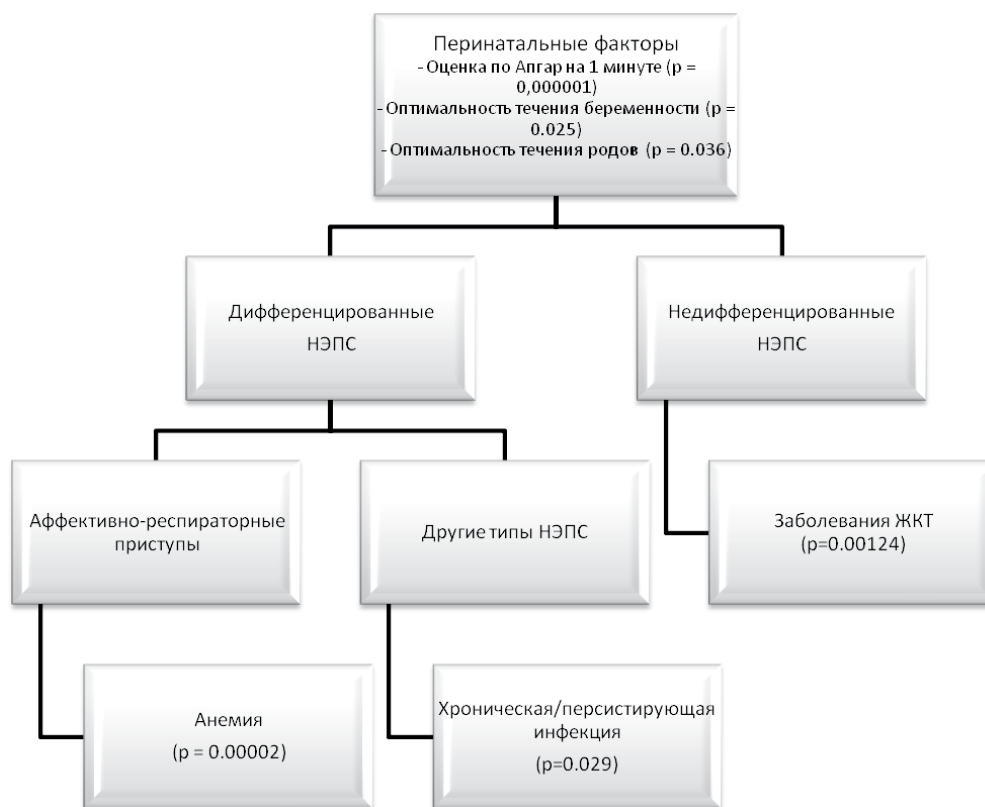 Перинатальные факторы
- Оценка по Апгар на 1 минуте (p =
0,000001)
- Оптимальность течения беременности (p =
0.025)
- Оптимальность течения родов (p = 0.036)
Дифференцированные
НЭПС
Недифференцированные
НЭПС
Аффективно-респираторные
приступы
Другие типы НЭПС
Заболевания ЖКТ
(p=0.00124)
Анемия
(p = 0.00002)
Хроническая/персистирующая
инфекция
(p=0.029)